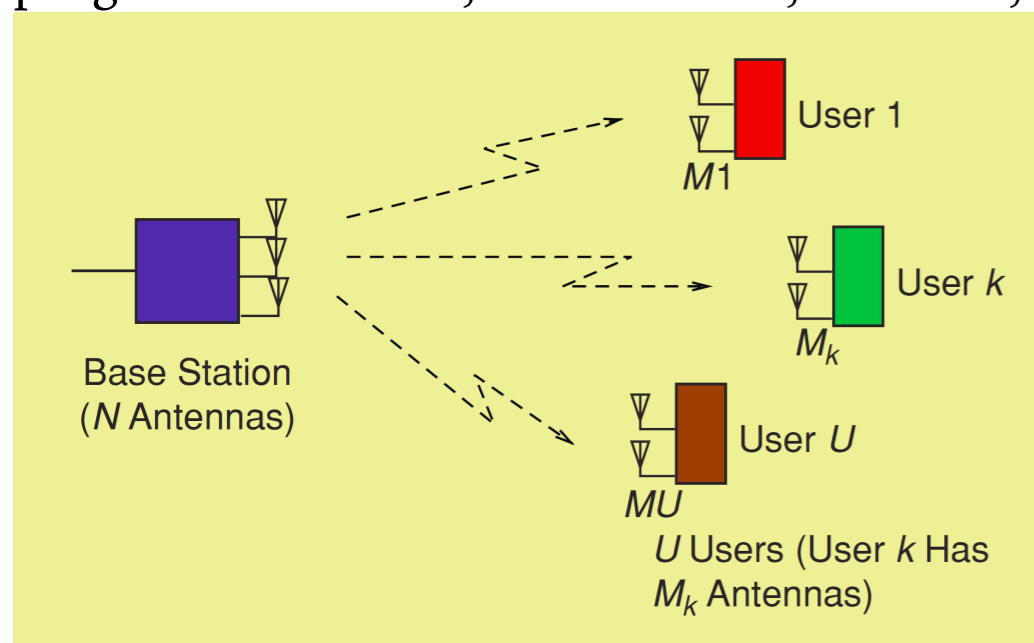 User 1
M1
User k
Mk
Base Station
(N Antennas)
User U
MU
U Users (User k Has
Mk Antennas)